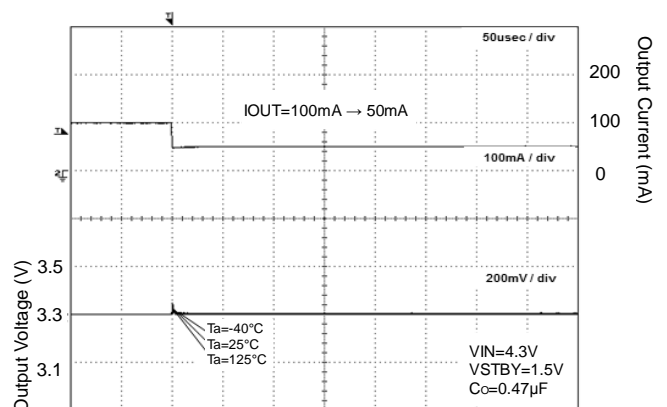 50usec / div
200
IOUT=100mA → 50mA
100
100mA / div
0
Output Current (mA)
3.5
200mV / div
3.3
Ta=-40°C
Ta=25°C
Ta=125°C
3.1
VIN=4.3V
VSTBY=1.5V
Co=0.47µF
Output Voltage (V)